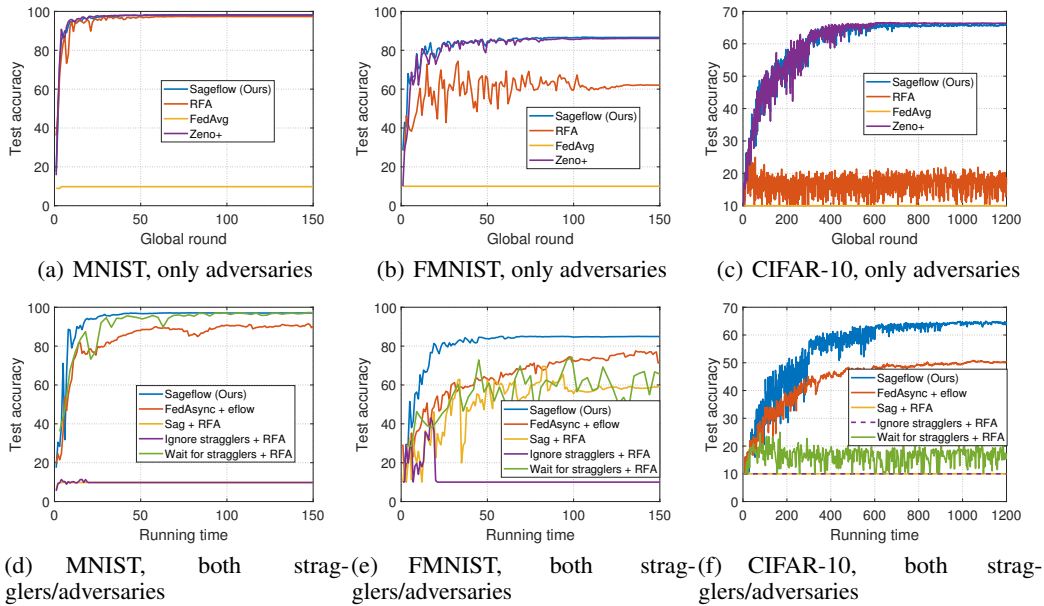 100
80
60
40
20
0
Test accuracy
Sageflow (Ours)
RFA
FedAvg
Zeno+
0 50 100 150
Global round
(a) MNIST, only adversaries
100
80
60
40
20
0
Test accuracy
Sageflow (Ours)
RFA
FedAvg
Zeno+
0 50 100 150
Global round
(b) FMNIST, only adversaries
70
60
50
40
30
20
10
Test accuracy
Sageflow (Ours)
RFA
FedAvg
Zeno+
0 200 400 600 800 1000 1200
Global round
(c) CIFAR-10, only adversaries
100
80
60
40
20
0
Test accuracy
Sageflow (Ours)
FedAsync + eflow
Sag + RFA
Ignore stragglers + RFA
Wait for stragglers + RFA
0 50 100 150
Running time
(d) MNIST, both strag-
glers/adversaries
100
80
60
40
20
0
Test accuracy
Sageflow (Ours)
FedAsync + eflow
Sag + RFA
Ignore stragglers + RFA
Wait for stragglers + RFA
0 50 100 150
Running time
(e) FMNIST, both strag-
glers/adversaries
70
60
50
40
30
20
10
0
Test accuracy
Sageflow (Ours)
FedAsync + eflow
Sag + RFA
Ignore stragglers + RFA
Wait for stragglers + RFA
0 200 400 600 800 1000 1200
Running time
(f) CIFAR-10, both strag-
glers/adversaries